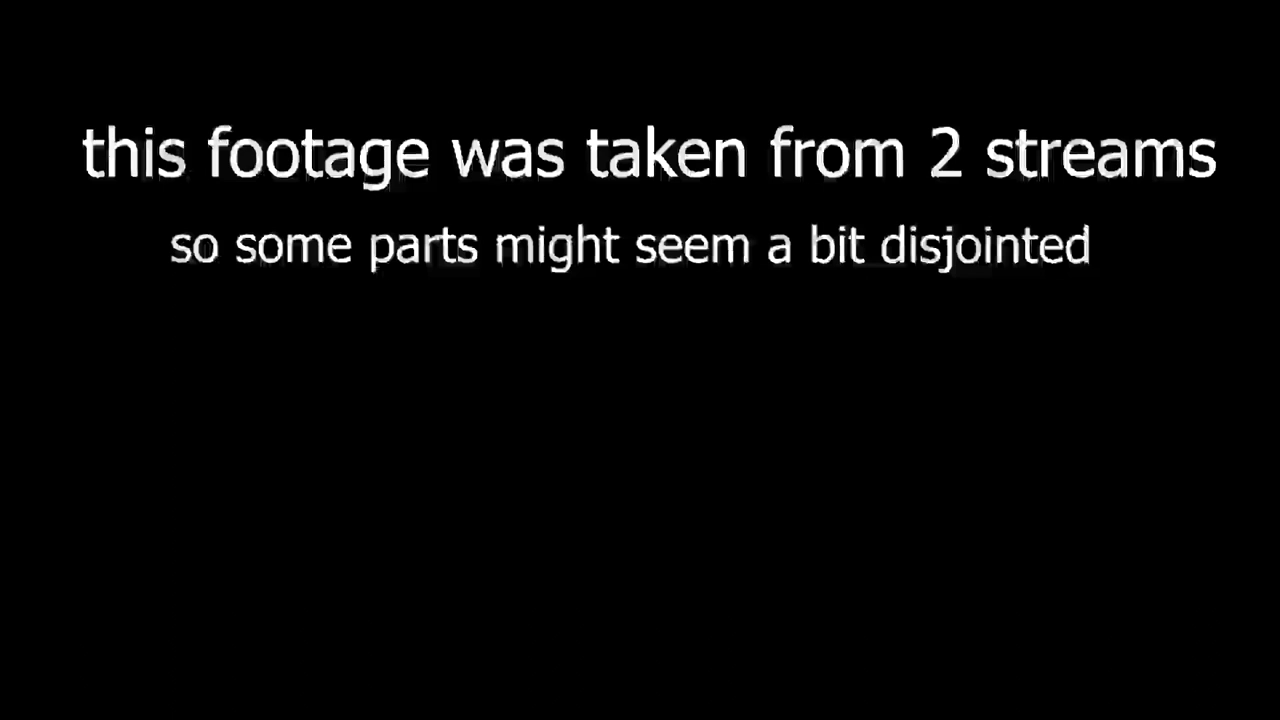 this footage was taken from 2 streams
so some parts might seem a bit disjointed